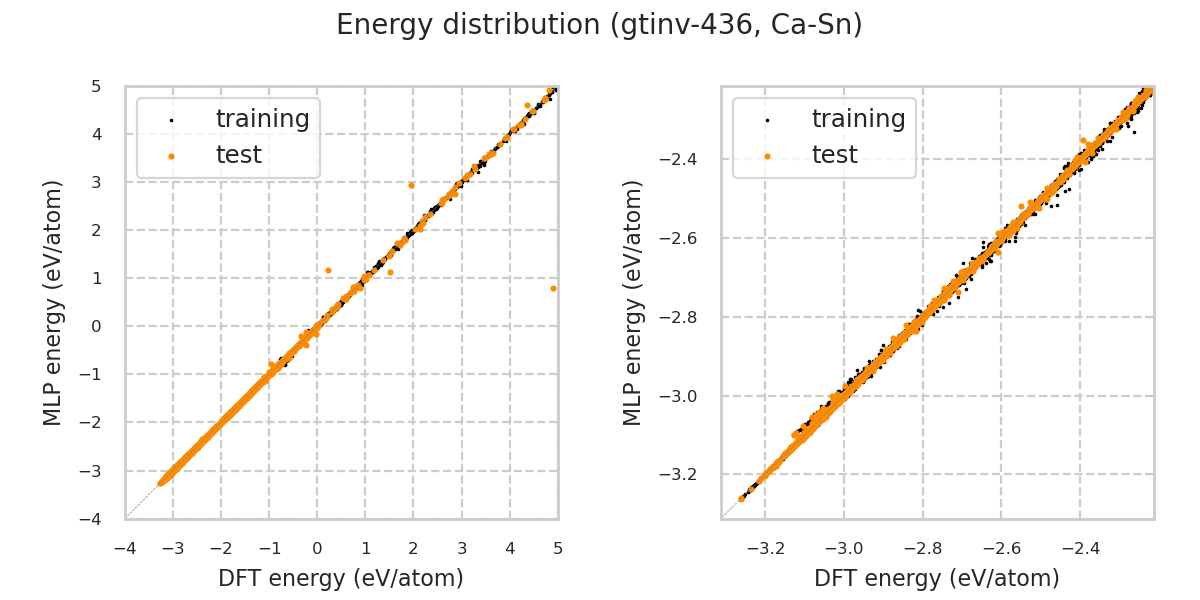 Energy distribution (gtinv-436, Ca-Sn)
MLP energy (eV/atom)
5
4
3
2
1
0
−1
−2
−3
−4
training
test
−4 −3 −2 −1 0 1 2 3 4 5
DFT energy (eV/atom)
MLP energy (eV/atom)
−2.4
−2.6
−2.8
−3.0
−3.2
training
test
−3.2 −3.0 −2.8 −2.6 −2.4
DFT energy (eV/atom)